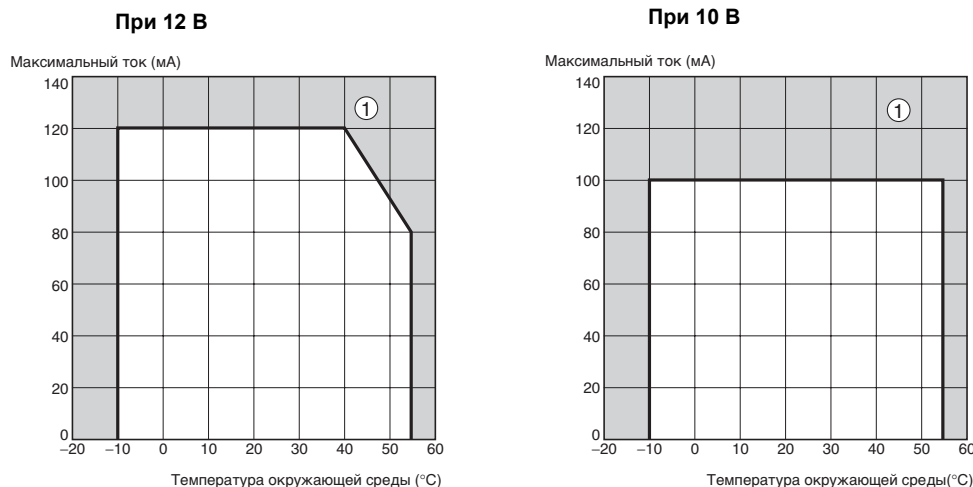 При 12 В
Максимальный ток (мА)
140
120
100
80
60
40
20
0
–20 –10 0 10 20 30 40 50 60
Температура окружающей среды (°C)
1
При 10 В
Максимальный ток (мА)
140
120
100
80
60
40
20
0
–20 –10 0 10 20 30 40 50 60
Температура окружающей среды(°C)
1